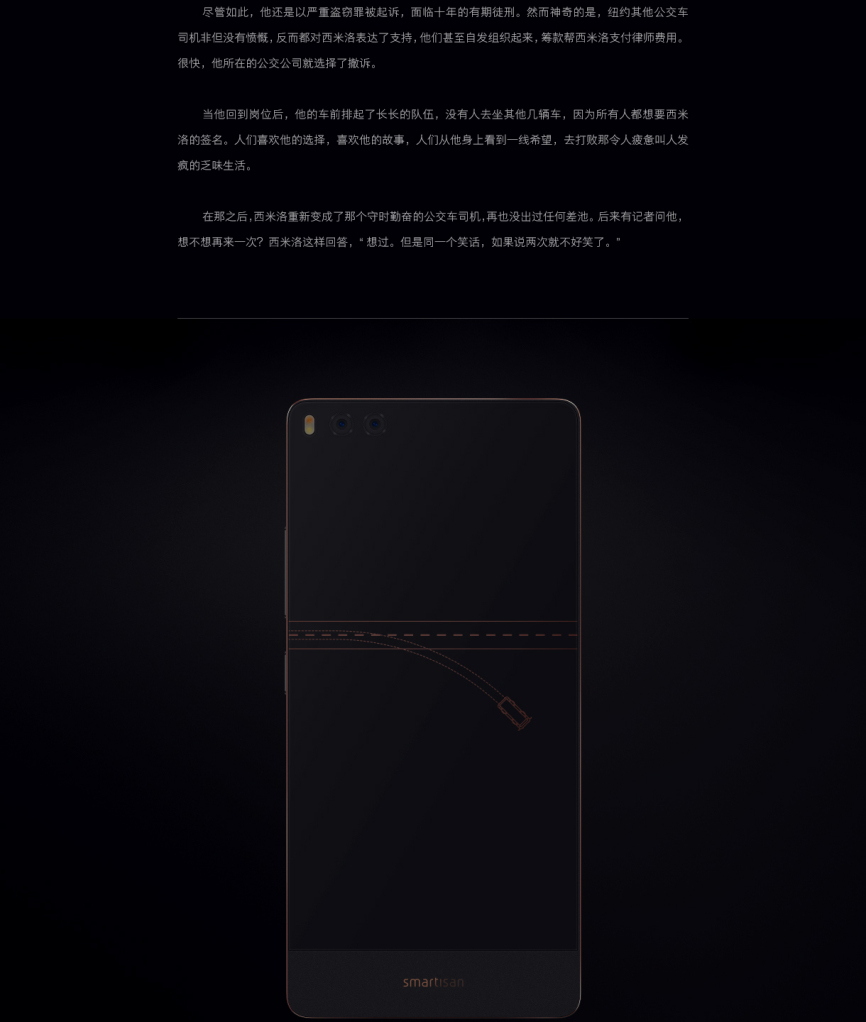 尽管如此，他还是以严重盗窃罪被起诉，面临十年的有期徒刑。然而神奇的是，纽约其他公交车
司机非但没有愤慨，反而都对西米洛表达了支持，他们甚至自发组织起来，筹款帮西米洛支付律师费用。
很快，他所在的公交公司就选择了撤诉。
当他回到岗位后，他的车前排起了长长的队伍，没有人去坐其他几辆车，因为所有人都想要西米
洛的签名。人们喜欢他的选择，喜欢他的故事，人们从他身上看到一线希望，去打败那令人疲惫叫人发
疯的乏味生活。
在那之后，西米洛重新变成了那个守时勤奋的公交车司机，再也没出过任何差池。后来有记者问他，
想不想再来一次？西米洛这样回答，“ 想过。但是同一个笑话，如果说两次就不好笑了。”
smartisan